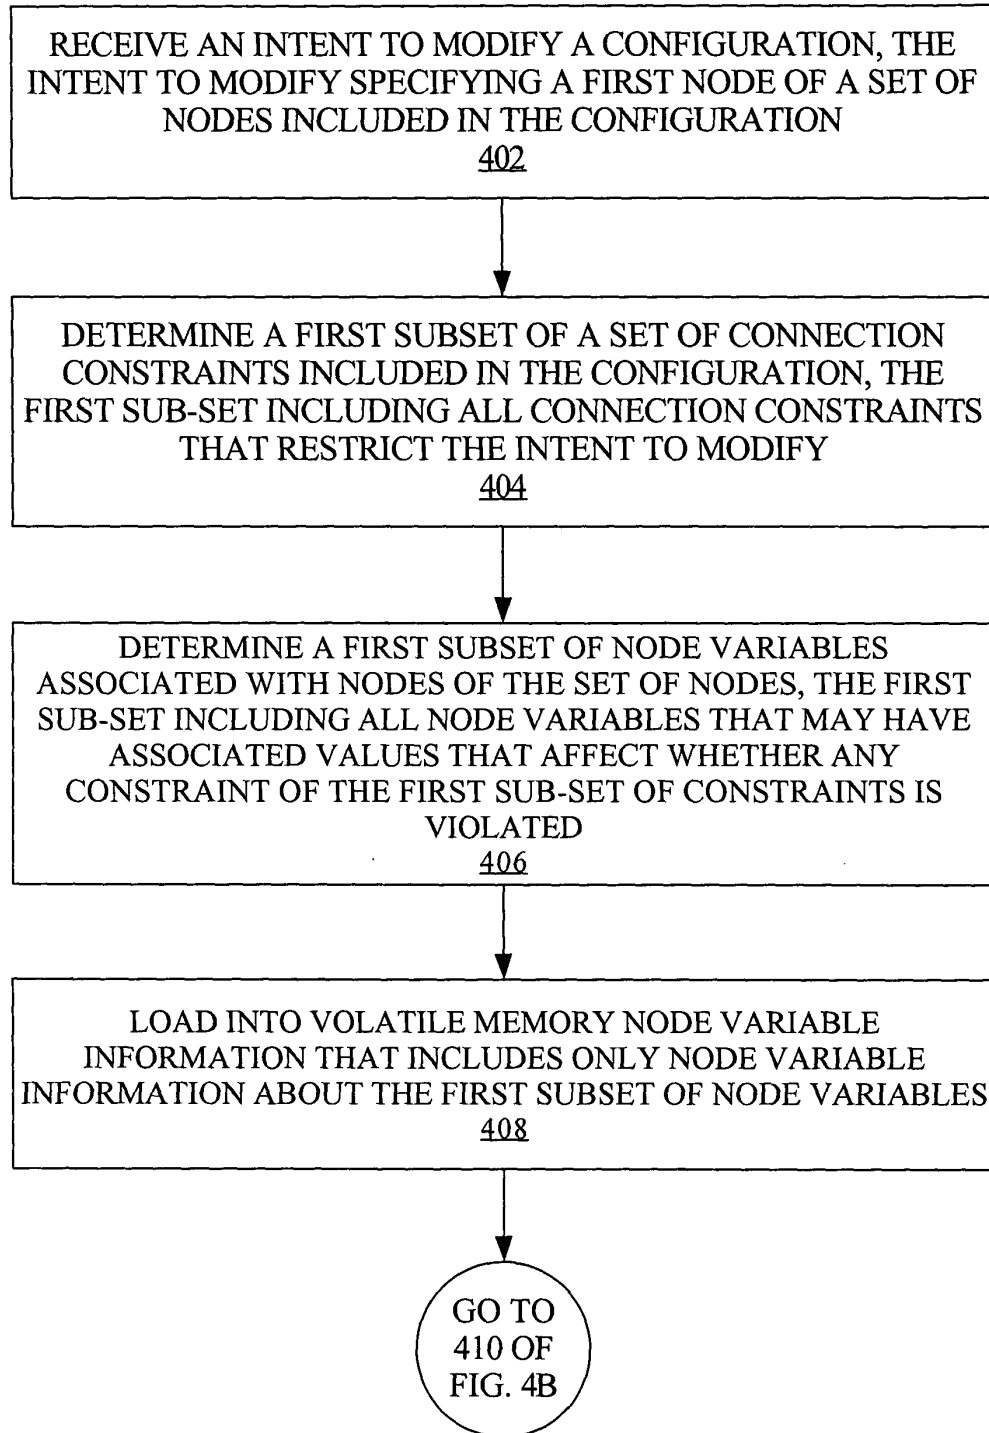 RECEIVE AN INTENT TO MODIFY A CONFIGURATION, THE
INTENT TO MODIFY SPECIFYING A FIRST NODE OF A SET OF
NODES INCLUDED IN THE CONFIGURATION
402
DETERMINE A FIRST SUBSET OF A SET OF CONNECTION
CONSTRAINTS INCLUDED IN THE CONFIGURATION, THE
FIRST SUB-SET INCLUDING ALL CONNECTION CONSTRAINTS
THAT RESTRICT THE INTENT TO MODIFY
404
DETERMINE A FIRST SUBSET OF NODE VARIABLES
ASSOCIATED WITH NODES OF THE SET OF NODES, THE FIRST
SUB-SET INCLUDING ALL NODE VARIABLES THAT MAY HAVE
ASSOCIATED VALUES THAT AFFECT WHETHER ANY
CONSTRAINT OF THE FIRST SUB-SET OF CONSTRAINTS IS
VIOLATED
406
LOAD INTO VOLATILE MEMORY NODE VARIABLE
INFORMATION THAT INCLUDES ONLY NODE VARIABLE
INFORMATION ABOUT THE FIRST SUBSET OF NODE VARIABLES
408
GO TO
410 OF
FIG. 4B